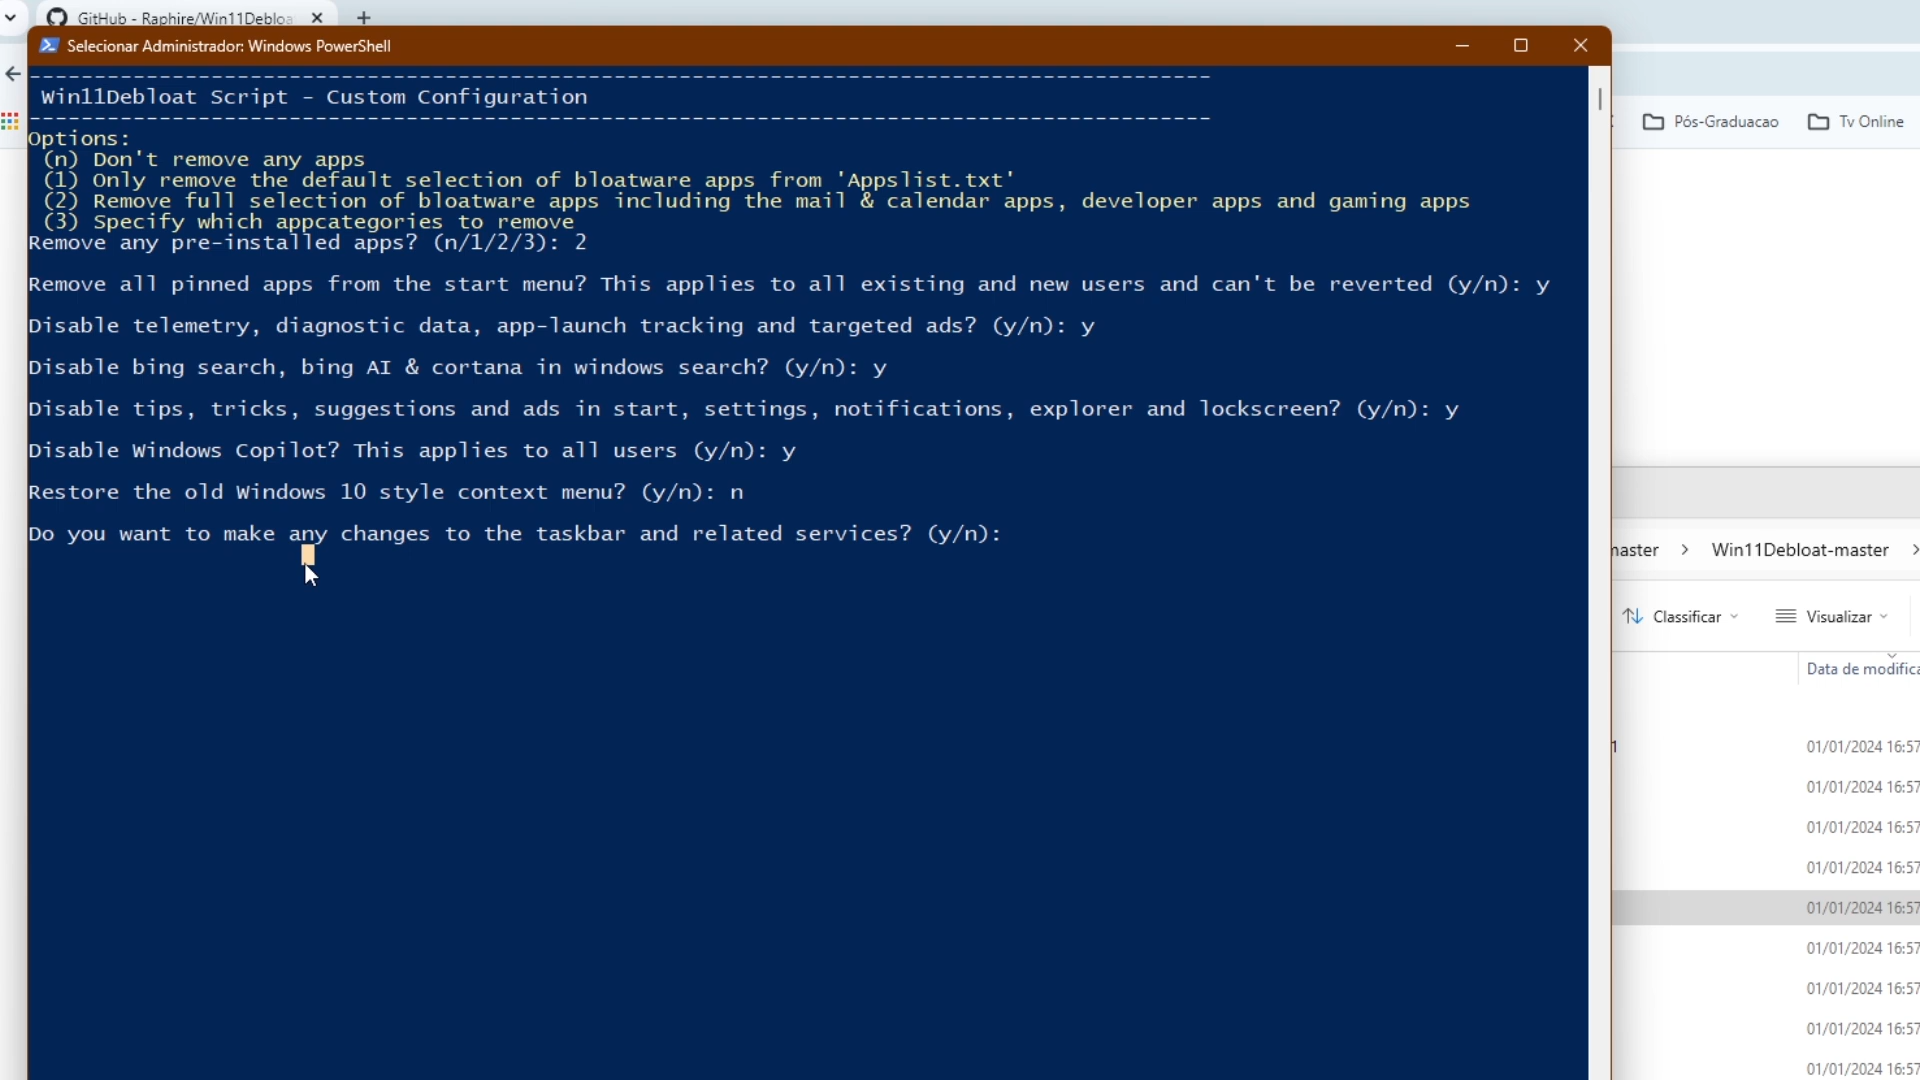 GitHub - Raphire/Win11Debloa
Selecionar Administrador: Windows PowerShell
--------------------------------------------------------------------------------------------
Win11Debloat Script - Custom Configuration
--------------------------------------------------------------------------------------------
Options:
(n) Don't remove any apps
(1) Only remove the default selection of bloatware apps from 'Appslist.txt'
(2) Remove full selection of bloatware apps including the mail & calendar apps, developer apps and gaming apps
(3) Specify which appcategories to remove
Remove any pre-installed apps? (n/1/2/3): 2
Remove all pinned apps from the start menu? This applies to all existing and new users and can't be reverted (y/n): y
Disable telemetry, diagnostic data, app-launch tracking and targeted ads? (y/n): y
Disable bing search, bing AI & cortana in windows search? (y/n): y
Disable tips, tricks, suggestions and ads in start, settings, notifications, explorer and lockscreen? (y/n): y
Disable Windows Copilot? This applies to all users (y/n): y
Restore the old Windows 10 style context menu? (y/n): n
Do you want to make any changes to the taskbar and related services? (y/n):
Pós-Graduacao
Tv Online
master > Win11Debloat-master >
Classificar
Visualizar
Data de modifica
1
01/01/2024 16:57
01/01/2024 16:57
01/01/2024 16:57
01/01/2024 16:57
01/01/2024 16:57
01/01/2024 16:57
01/01/2024 16:57
01/01/2024 16:57
01/01/2024 16:57